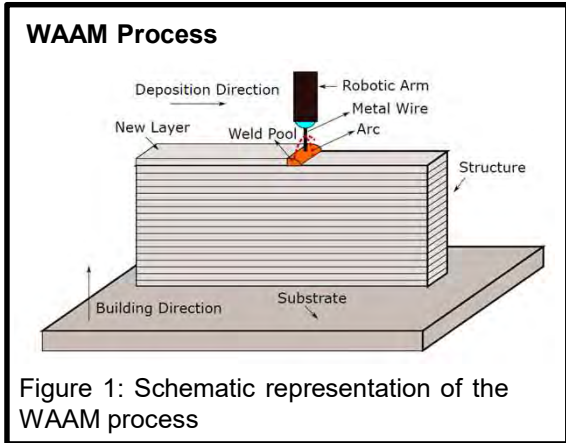 WAAM Process
Deposition Direction
Robotic Arm
Metal Wire
New Layer
Weld Pool
Arc
Structure
Substrate
Building Direction
Figure 1: Schematic representation of the
WAAM process